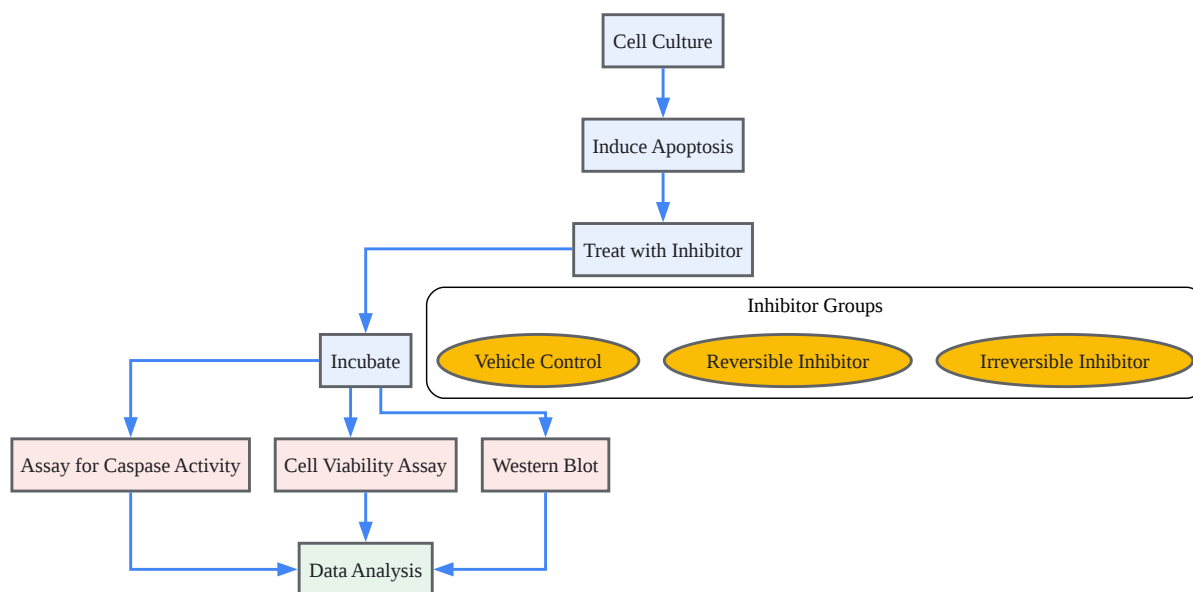 Cell Culture
Induce Apoptosis
Treat with Inhibitor
Inhibitor Groups
Incubate
Vehicle Control
Reversible Inhibitor
Irreversible Inhibitor
Assay for Caspase Activity
Cell Viability Assay
Western Blot
Data Analysis